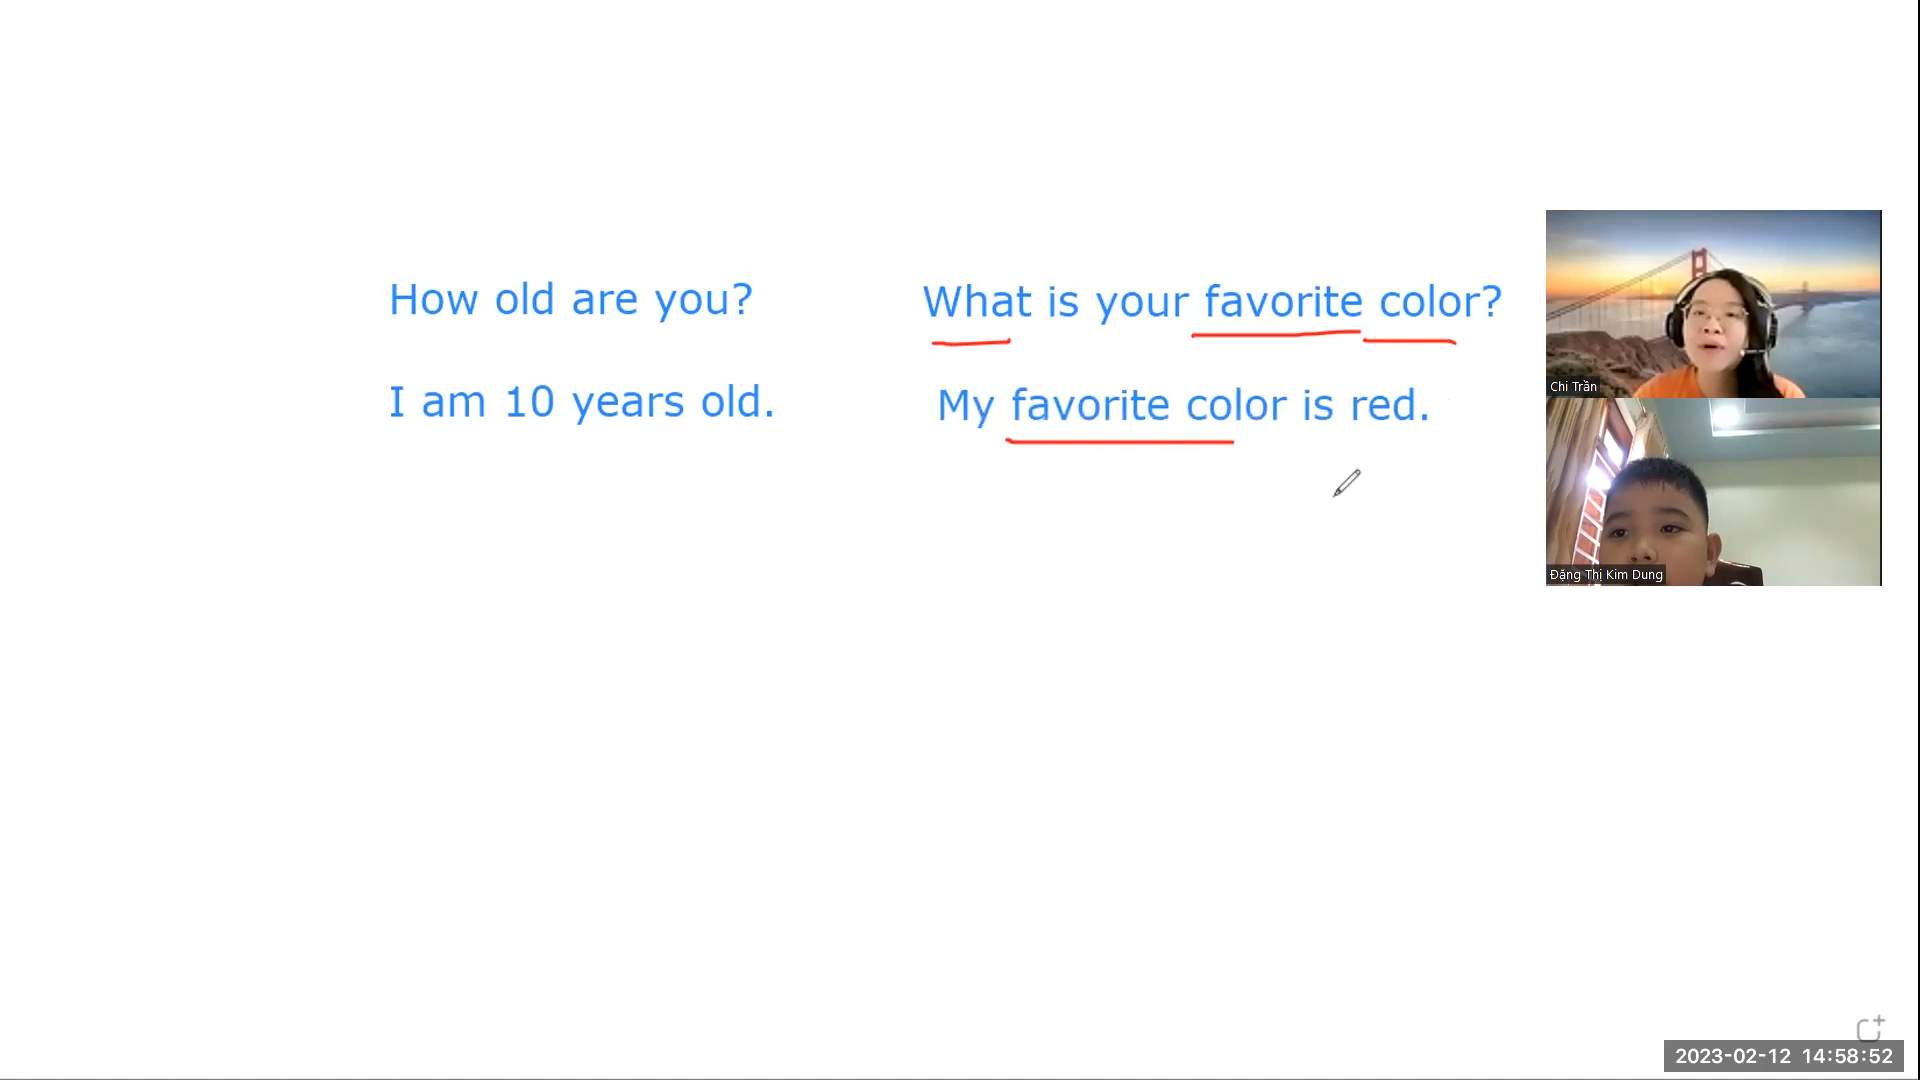 How old are you?
I am 10 years old.
What is your favorite color?
My favorite color is red.
Chi Trần
Đặng Thị Kim Dung
2023-02-12 14:58:52